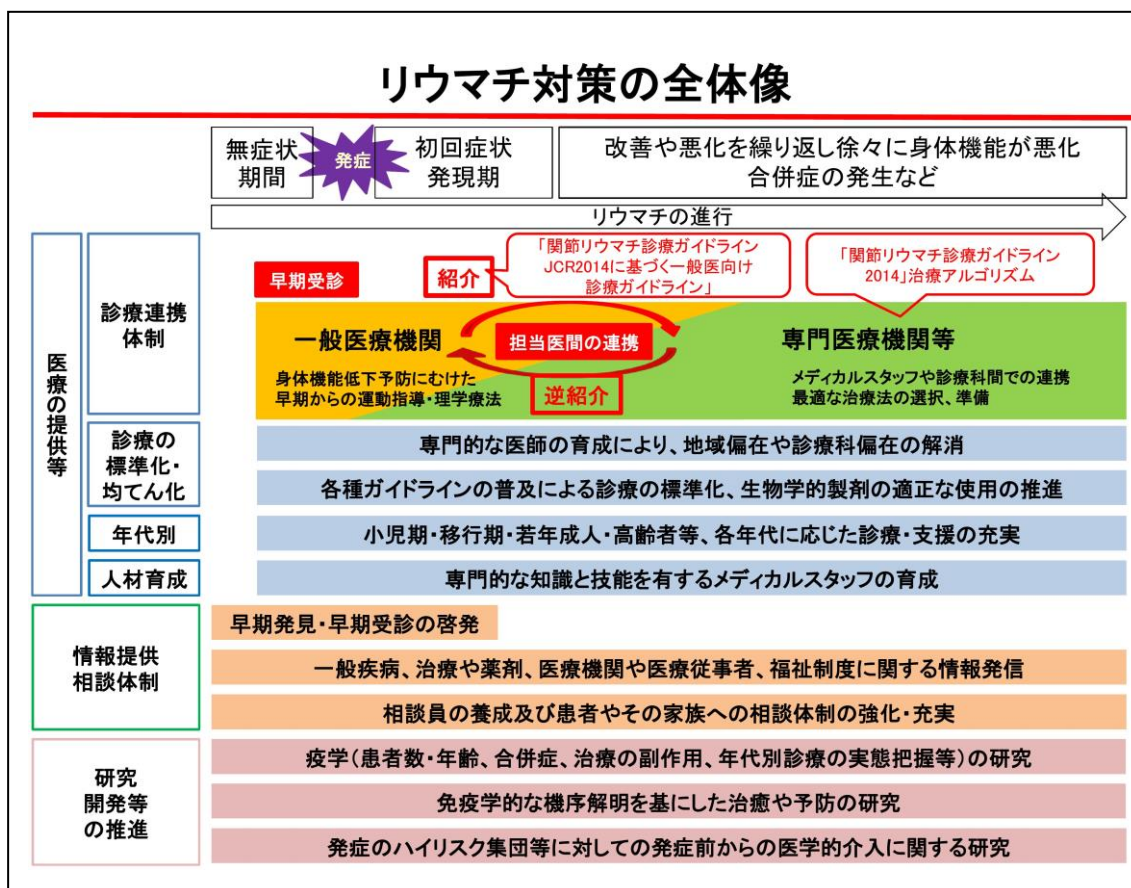 リウマチ対策の全体像
無症状
期間
発症
初回症状
発現期
改善や悪化を繰り返し徐々に身体機能が悪化
合併症の発生など
リウマチの進行
医療の提供等
診療連携
体制
早期受診
紹介
「関節リウマチ診療ガイドライン
JCR2014に基づく一般医向け
診療ガイドライン」
「関節リウマチ診療ガイドライン
2014」治療アルゴリズム
一般医療機関
担当医間の連携
専門医療機関等
身体機能低下予防にむけた
早期からの運動指導・理学療法
逆紹介
メディカルスタッフや診療科間での連携
最適な治療法の選択、準備
診療の
標準化・
均てん化
専門的な医師の育成により、地域偏在や診療科偏在の解消
各種ガイドラインの普及による診療の標準化、生物学的製剤の適正な使用の推進
年代別
小児期・移行期・若年成人・高齢者等、各年代に応じた診療・支援の充実
人材育成
専門的な知識と技能を有するメディカルスタッフの育成
情報提供
相談体制
早期発見・早期受診の啓発
一般疾病、治療や薬剤、医療機関や医療従事者、福祉制度に関する情報発信
相談員の養成及び患者やその家族への相談体制の強化・充実
研究
開発等
の推進
疫学(患者数・年齢、合併症、治療の副作用、年代別診療の実態把握等)の研究
免疫学的な機序解明を基にした治癒や予防の研究
発症のハイリスク集団等に対しての発症前からの医学的介入に関する研究